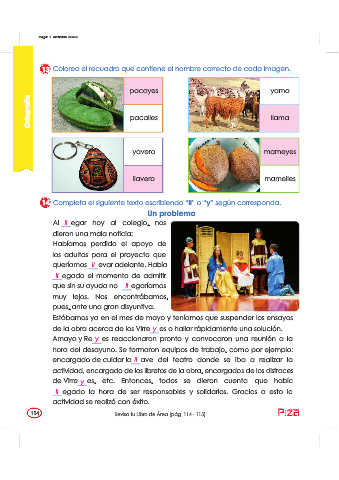 Ortografía
13 Colorea el recuadro que contiene el nombre correcto de cada imagen.
pacayes
pacalles
yama
llama
yavero
llavero
mameyes
mamelles
14 Completa el siguiente texto escribiendo "ll" o "y" según corresponda.
Un problema
Al ll egar hoy al colegio, nos
dieron una mala noticia:
Habíamos perdido el apoyo de
los adultos para el proyecto que
queríamos ll evar adelante. Había
ll egado el momento de admitir
que sin su ayuda no ll egaríamos
muy lejos. Nos encontrábamos,
pues, ante una gran disyuntiva.
Estábamos ya en el mes de mayo y teníamos que suspender los ensayos
de la obra acerca de los Virre y es o hallar rápidamente una solución.
Amaya y Re y es reaccionaron pronto y convocaron una reunión a la
hora del desayuno. Se formaron equipos de trabajo, como por ejemplo:
encargado de cuidar la ll ave del teatro donde se iba a realizar la
actividad, encargado de los libretos de la obra, encargados de los disfraces
de Virre y es, etc. Entonces, todos se dieron cuenta que había
ll egado la hora de ser responsables y solidarios. Gracias a esto la
actividad se realizó con éxito.
154
Revisa tu Libro de Área (pág. 114 - 115)